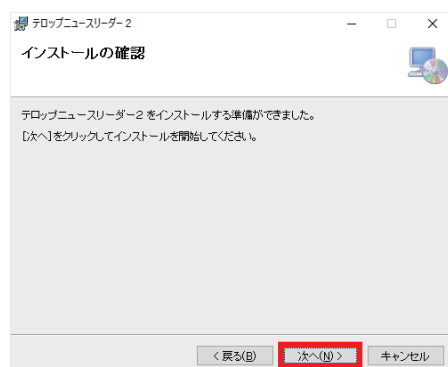 テロップニュースリーダー 2
インストールの確認
テロップニュースリーダー2 をインストールする準備ができました。
[次へ]をクリックしてインストールを開始してください。
< 戻る(B)
次へ(N) >
キャンセル